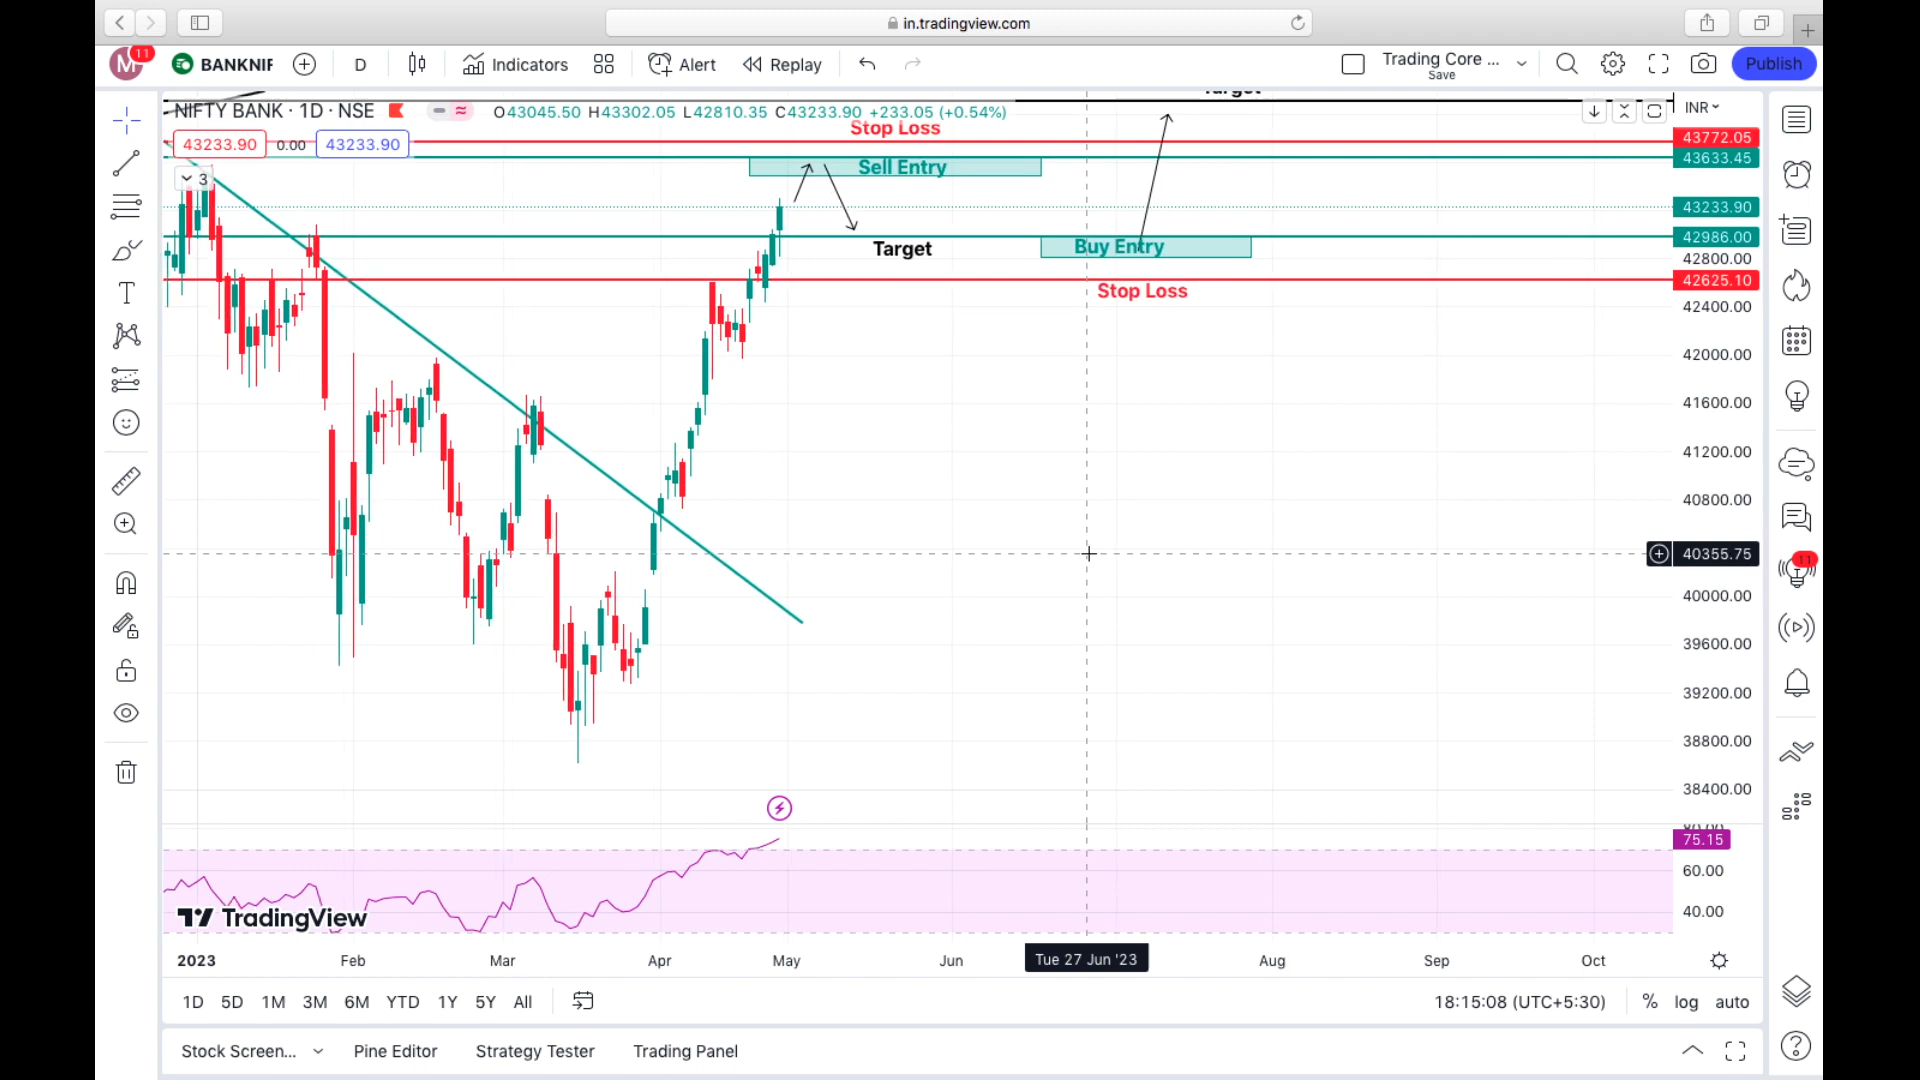 in.tradingview.com
M 11 BANKNIF D Indicators Alert Replay Trading Core ... Save Publish
NIFTY BANK · 1D · NSE O43045.50 H43302.05 L42810.35 C43233.90 +233.05 (+0.54%)
INR
43233.90 0.00 43233.90
3
Target
Stop Loss
Sell Entry
Target
Buy Entry
Stop Loss
43772.05
43633.45
43233.90
42986.00
42800.00
42625.10
42400.00
42000.00
41600.00
41200.00
40800.00
40355.75
40000.00
39600.00
39200.00
38800.00
38400.00
80.00
75.15
60.00
40.00
11
TradingView
2023 Feb Mar Apr May Jun Tue 27 Jun '23 Aug Sep Oct
1D 5D 1M 3M 6M YTD 1Y 5Y All 18:15:08 (UTC+5:30) % log auto
Stock Screen... Pine Editor Strategy Tester Trading Panel